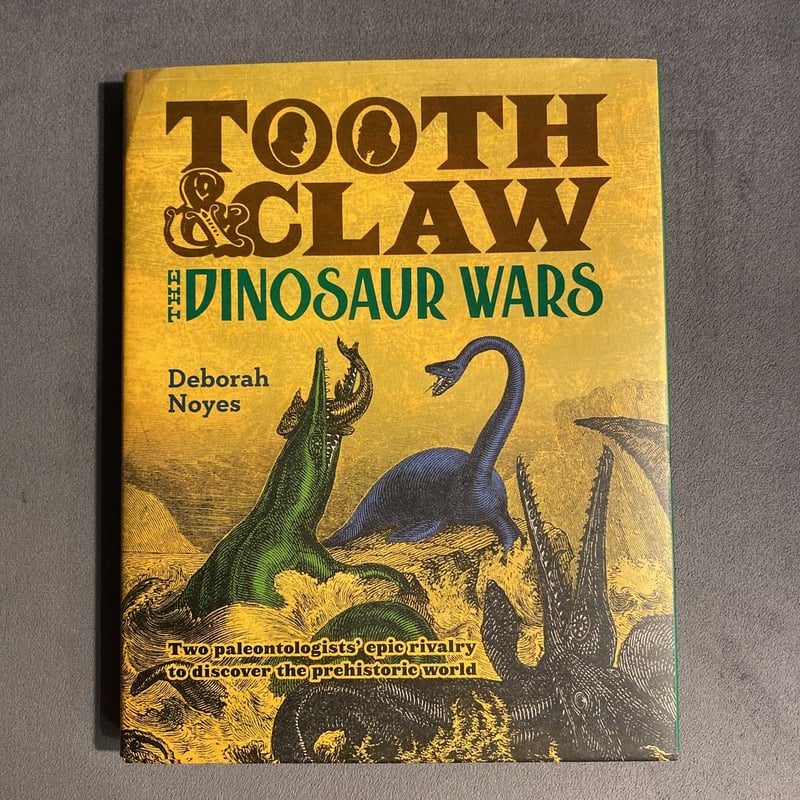 TOOTH
& CLAW
THE DINOSAUR WARS
Deborah
Noyes
Two paleontologists' epic rivalry
to discover the prehistoric world